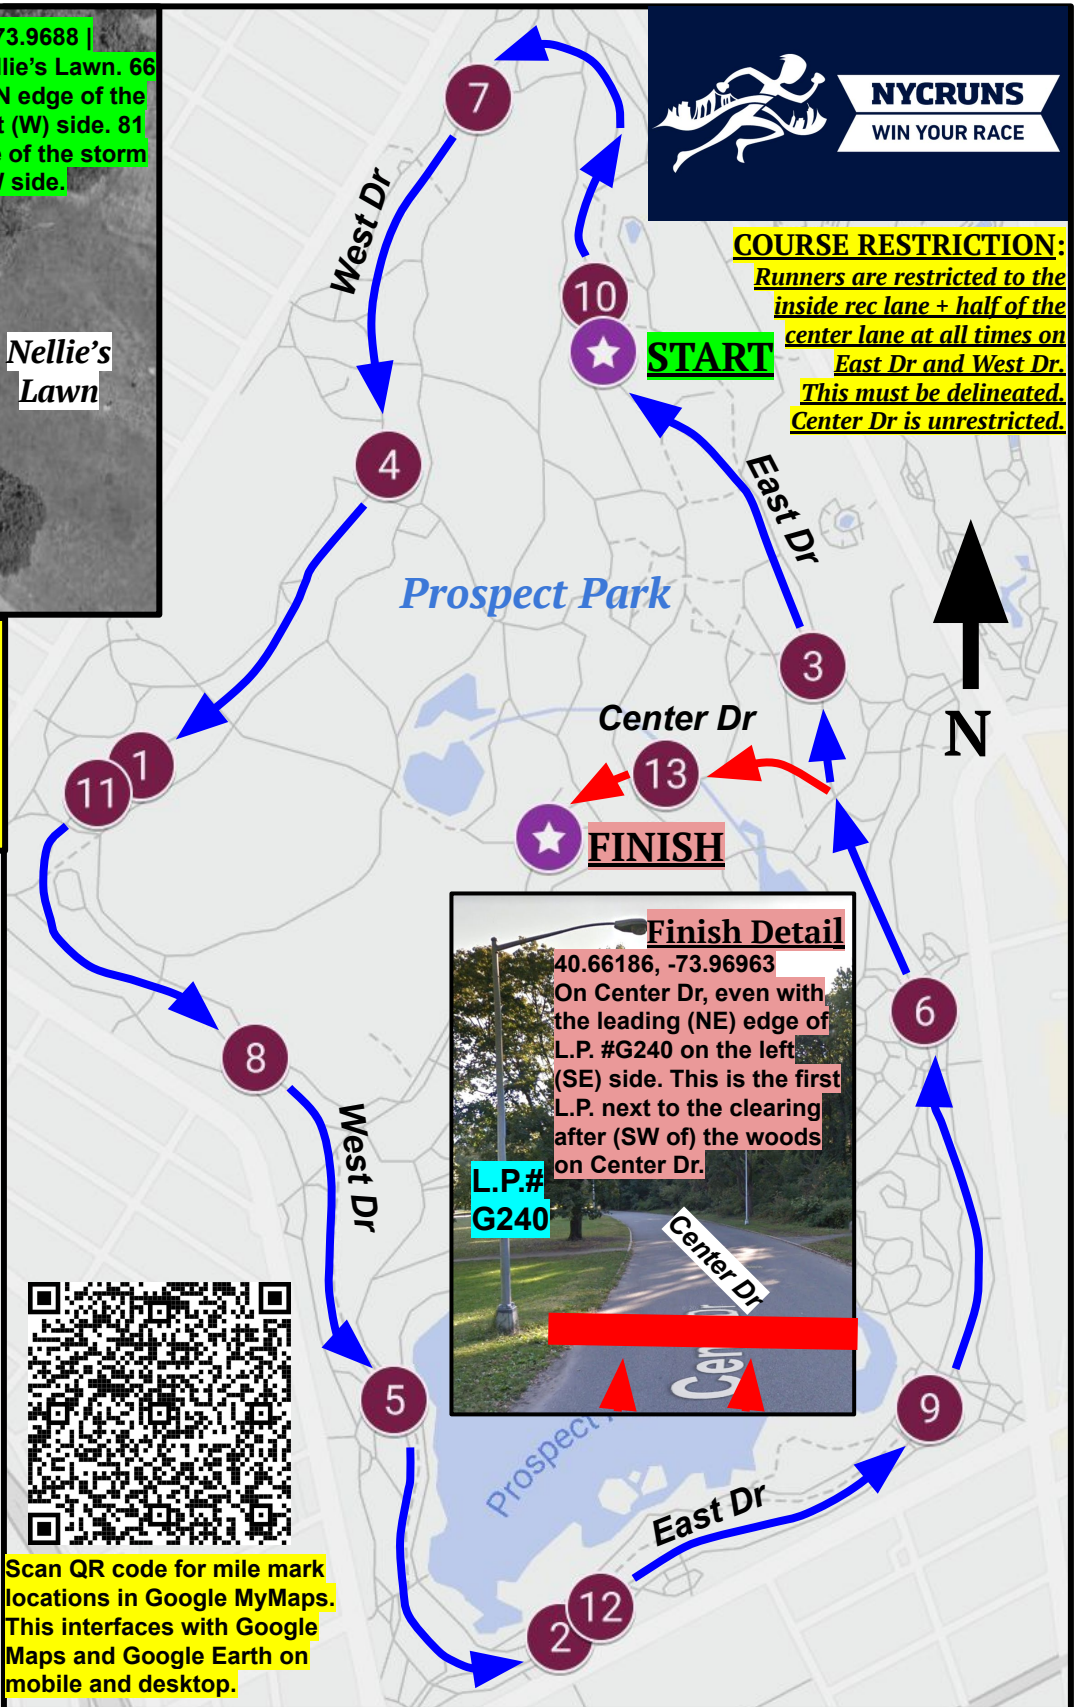 73.9688 |
llie's Lawn. 66
N edge of the
t (W) side. 81
e of the storm
W side.
Nellie's
Lawn
NYCRUNS
WIN YOUR RACE
COURSE RESTRICTION:
Runners are restricted to the
inside rec lane + half of the
center lane at all times on
East Dr and West Dr.
This must be delineated.
Center Dr is unrestricted.
7
West Dr
10
START
4
East Dr
Prospect Park
3
N
Center Dr
13
1
11
FINISH
6
8
Finish Detail
40.66186, -73.96963
On Center Dr, even with
the leading (NE) edge of
L.P. #G240 on the left
(SE) side. This is the first
L.P. next to the clearing
after (SW of) the woods
on Center Dr.
L.P.#
G240
Center Dr
West Dr
5
9
Prospect
East Dr
12
2
Scan QR code for mile mark
locations in Google MyMaps.
This interfaces with Google
Maps and Google Earth on
mobile and desktop.